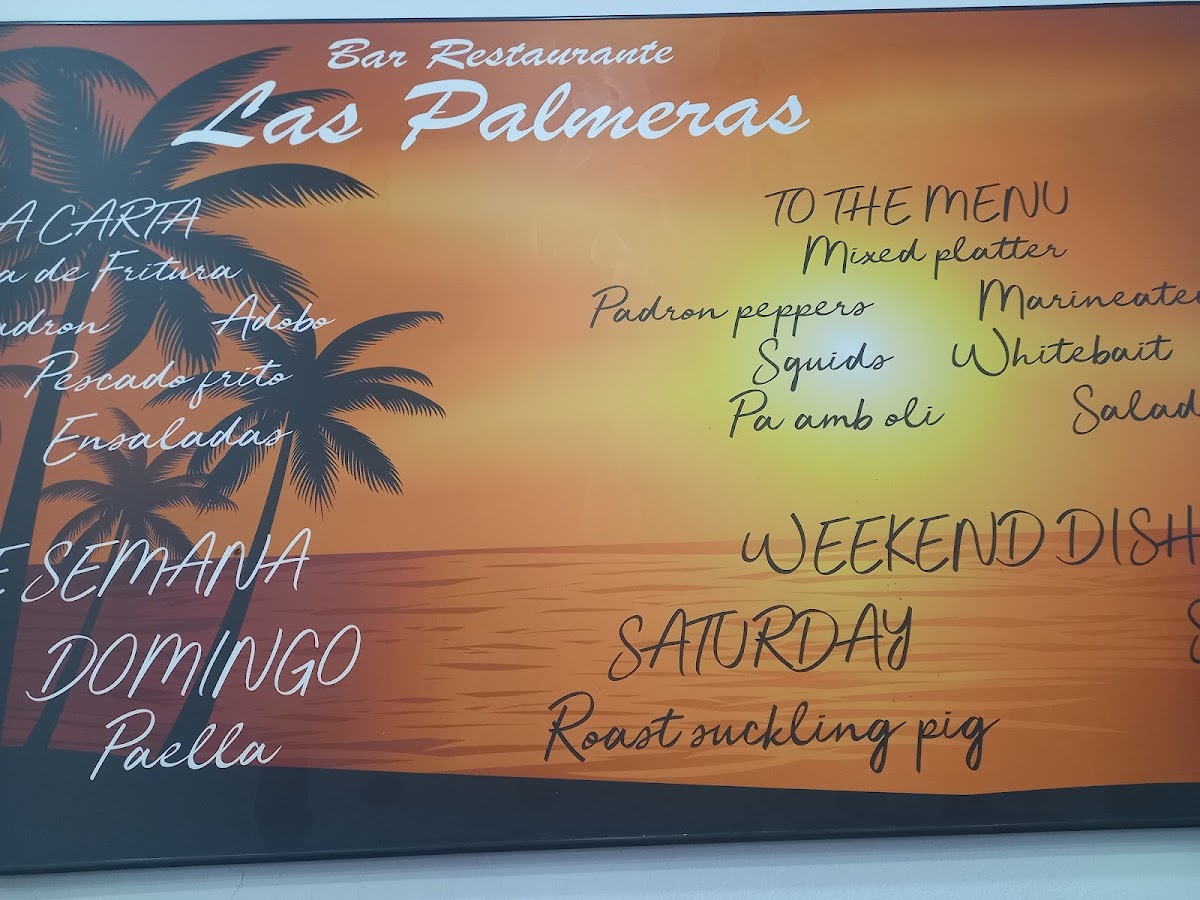 Bar Restaurante
Las Palmeras
A CARTA
de Fritura
Adobo
Pescado frito
Ensaladas
SEMANA
DOMINGO
Paella
TO THE MENU
Mixed platter
Padron peppers
Squids Whitebait
Pa amb oli Salad
WEEKEND DISH
SATURDAY
Roast suckling pig